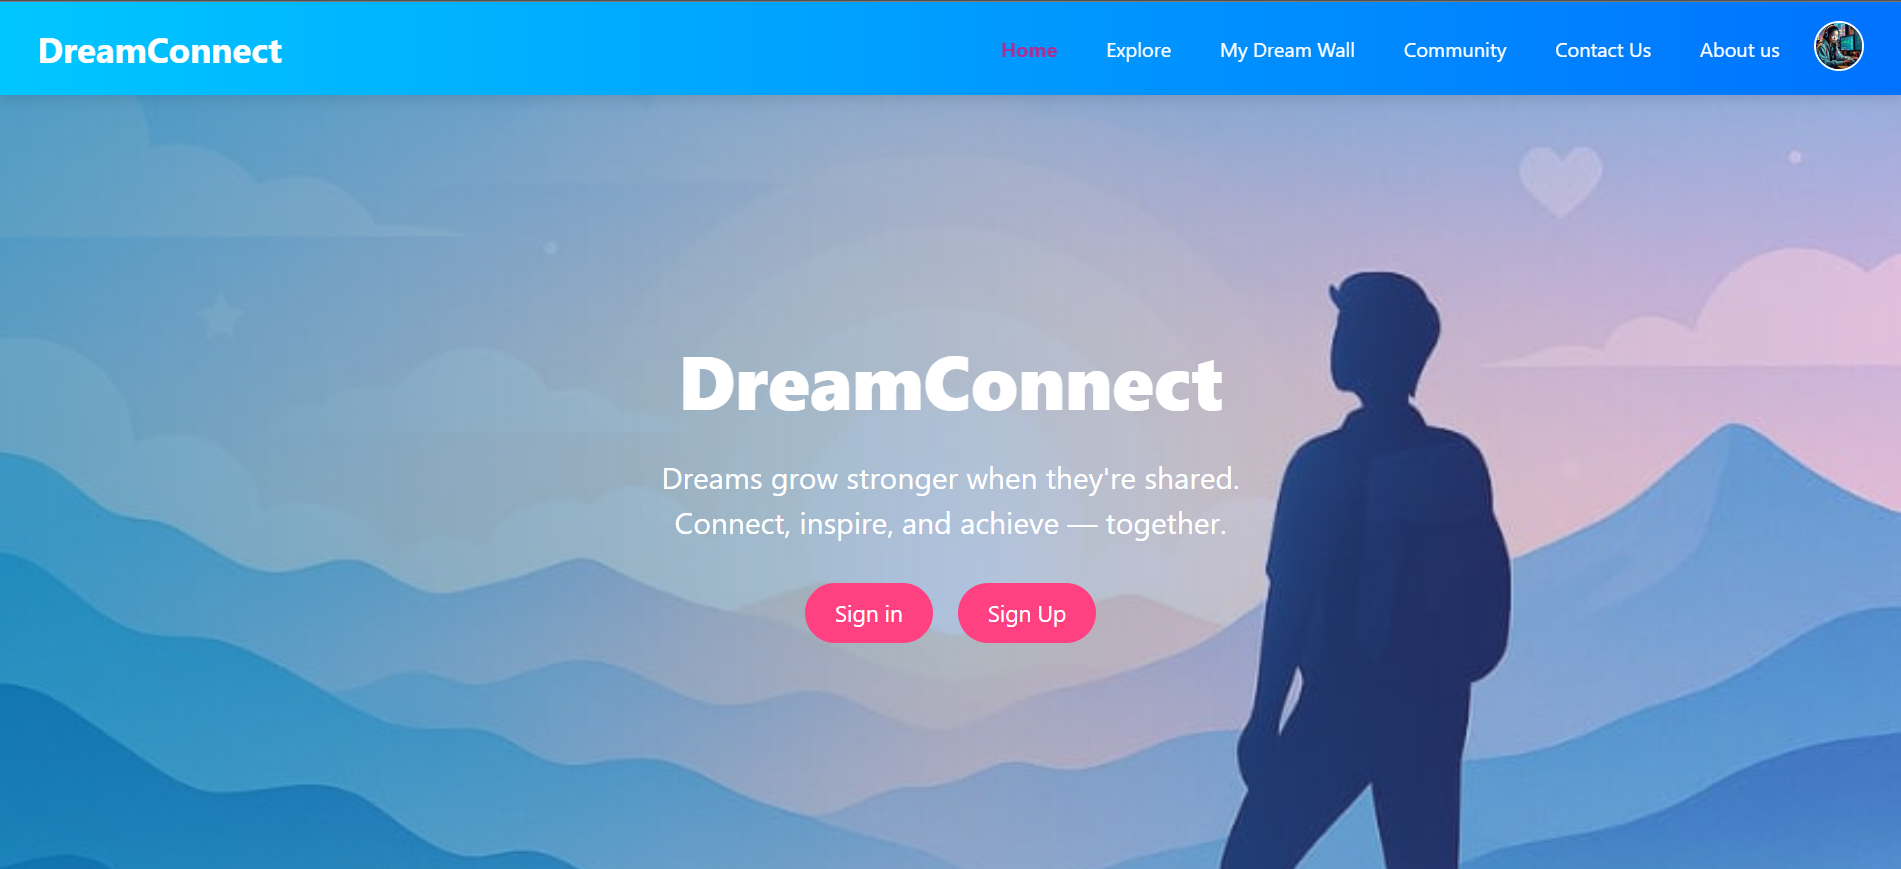 DreamConnect
Home Explore My Dream Wall Community Contact Us About us
DreamConnect
Dreams grow stronger when they're shared.
Connect, inspire, and achieve — together.
Sign in Sign Up